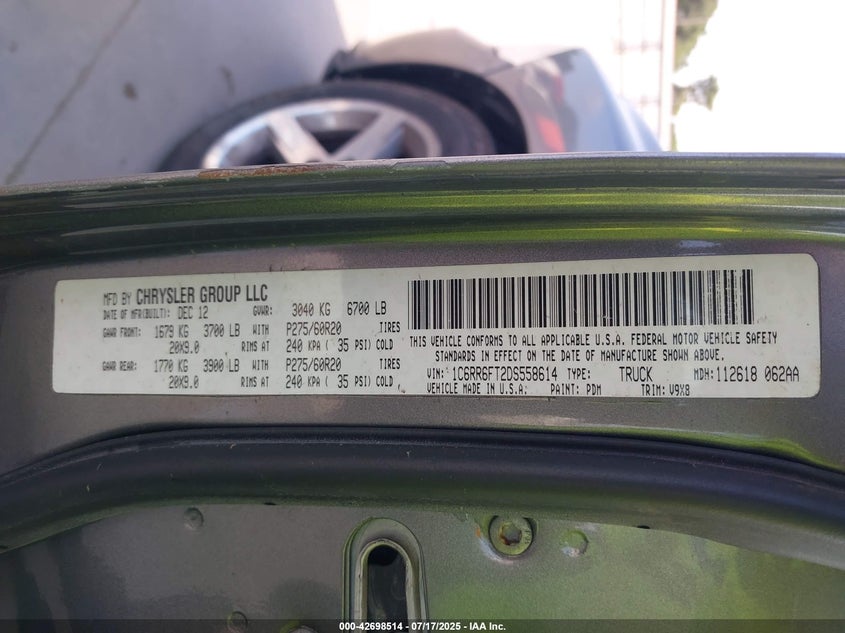 MFD BY CHRYSLER GROUP LLC
DATE OF MFR(BUILT): DEC 12 GVWR: 3040 KG 6700 LB
GAWR FRONT: 1679 KG 3700 LB WITH P275/60R20 TIRES
20X9.0 RIMS AT 240 KPA ( 35 PSI) COLD
GAWR REAR: 1770 KG 3900 LB WITH P275/60R20 TIRES
20X9.0 RIMS AT 240 KPA ( 35 PSI) COLD
THIS VEHICLE CONFORMS TO ALL APPLICABLE U.S.A. FEDERAL MOTOR VEHICLE SAFETY
STANDARDS IN EFFECT ON THE DATE OF MANUFACTURE SHOWN ABOVE.
VIN: 1C6RR6FT2DS558614 TYPE: TRUCK MDH: 112618 062AA
VEHICLE MADE IN U.S.A. PAINT: PDM TRIM: V9X8
000-42698514 - 07/17/2025 - IAA Inc.